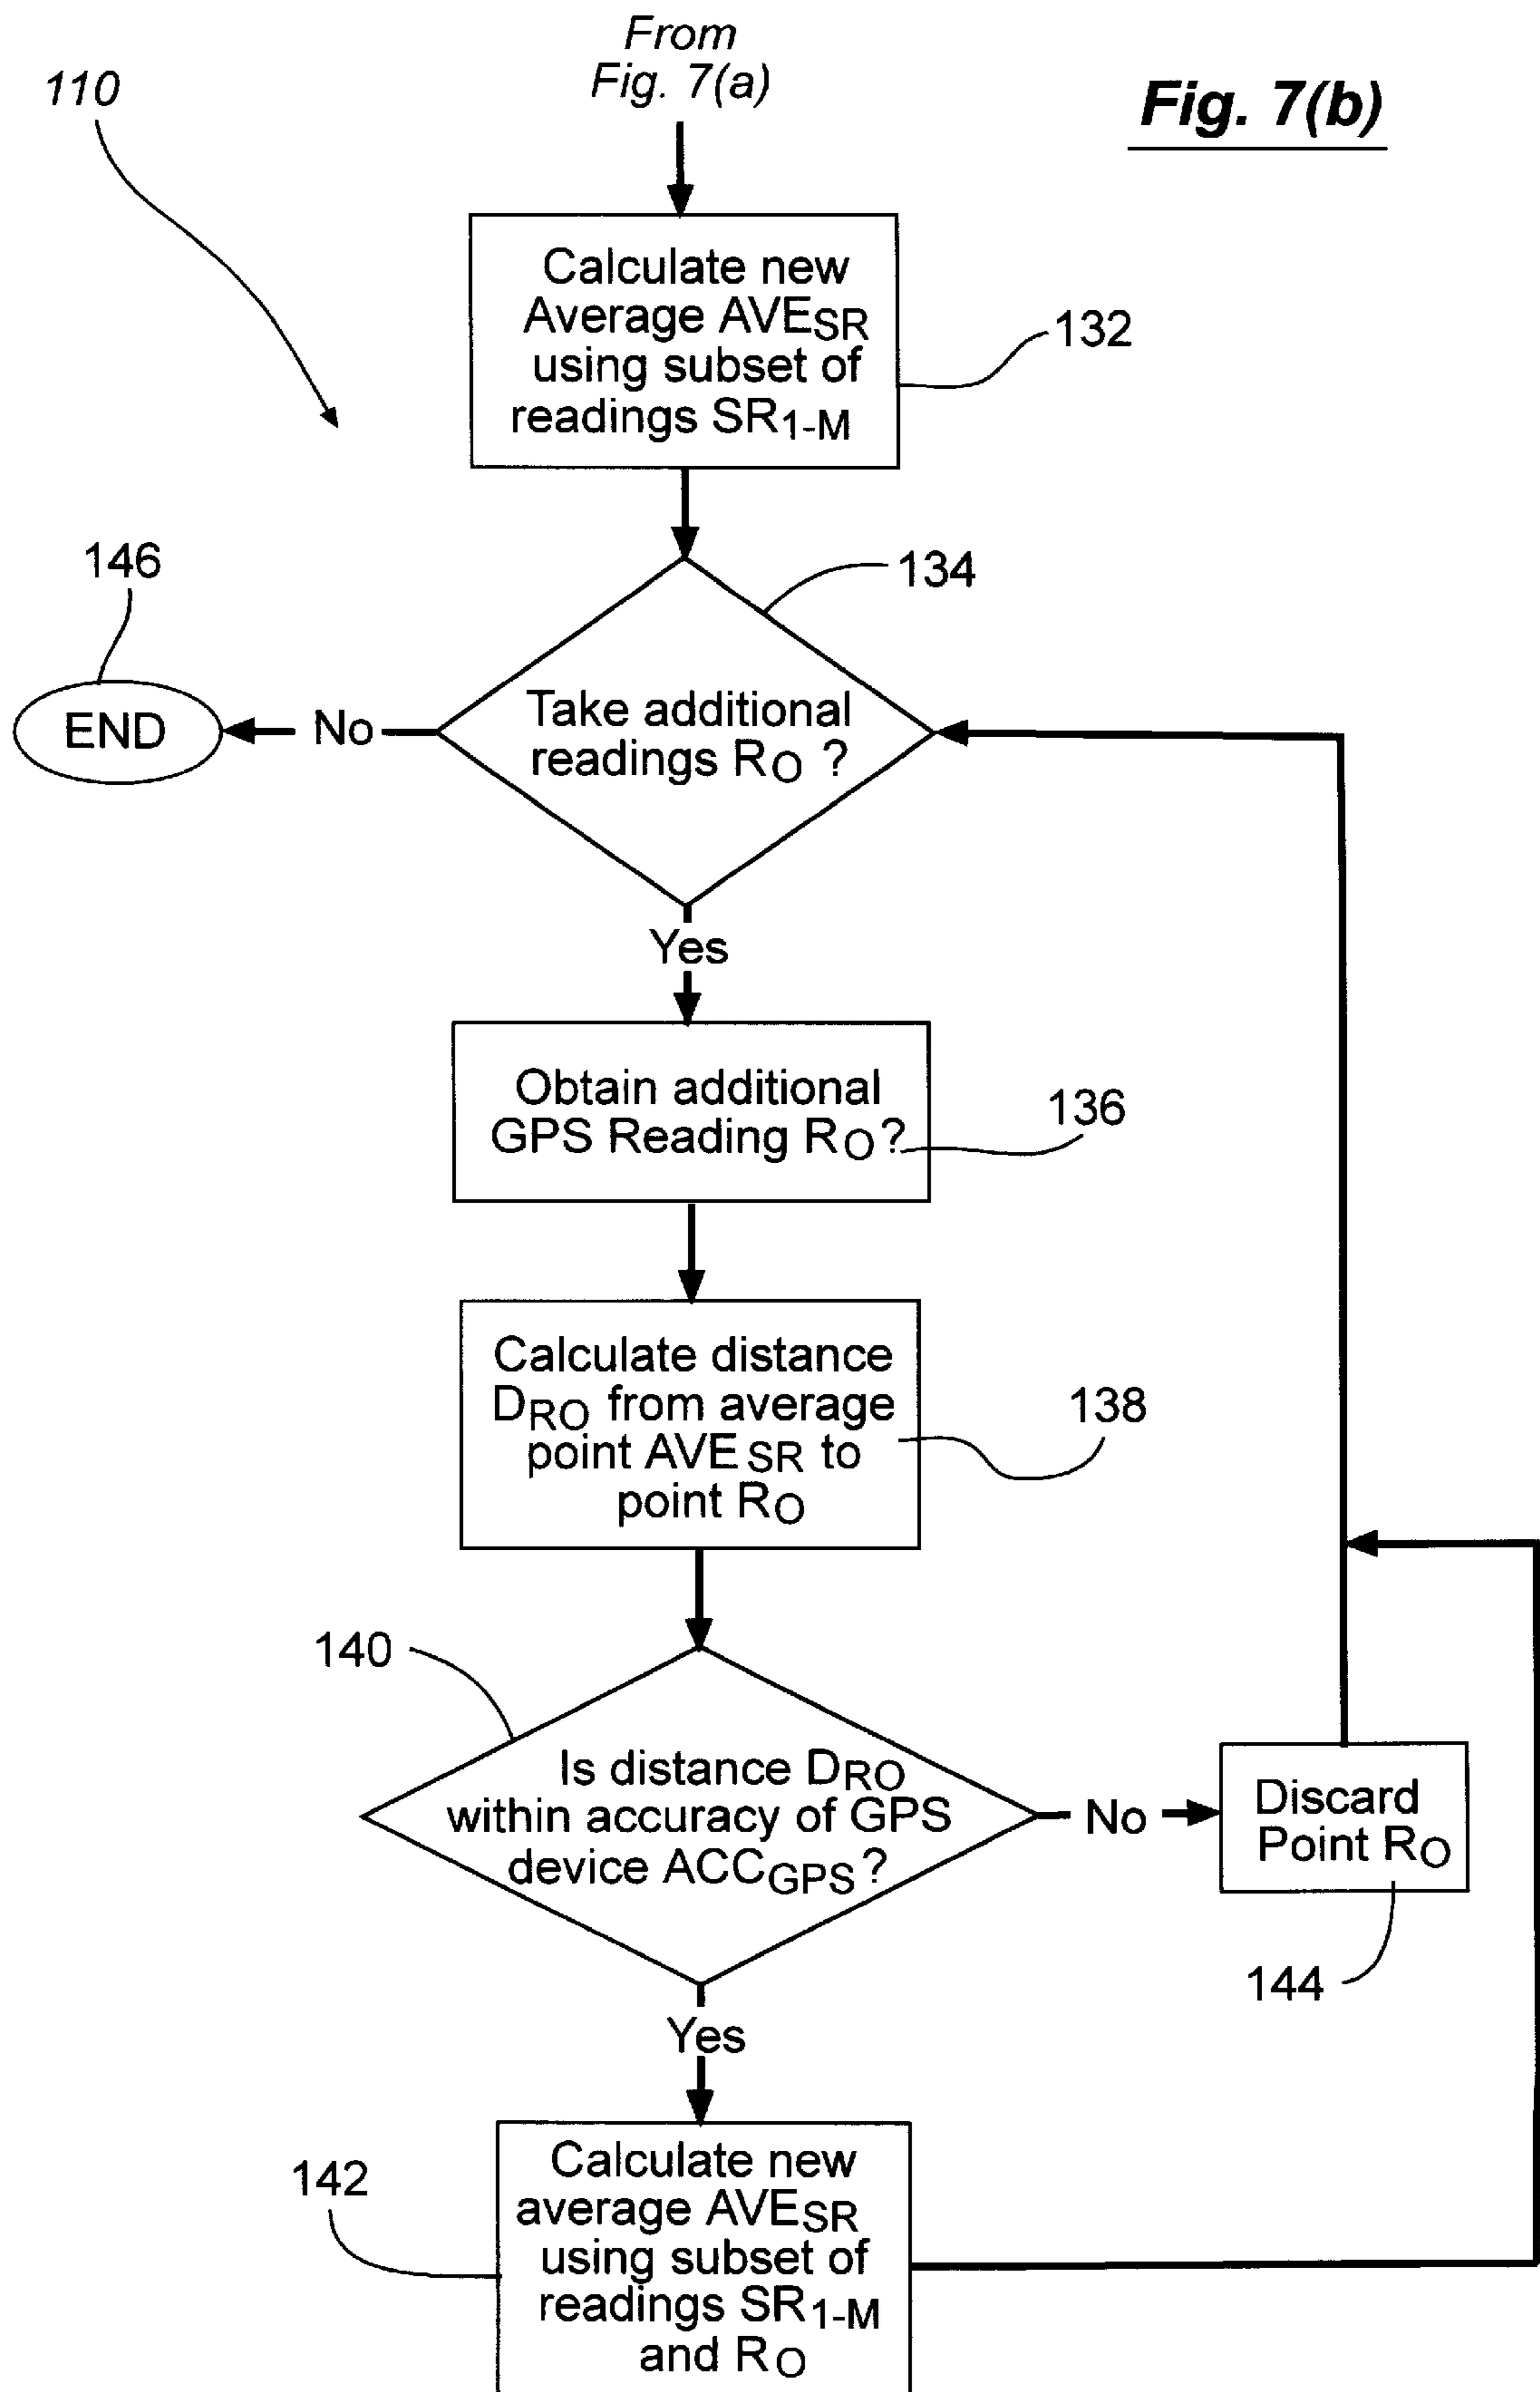 From
Fig. 7(a)
110
Fig. 7(b)
Calculate new
Average AVESR
using subset of
readings SR1-M
132
134
146
Take additional
readings RO ?
No
END
Yes
Obtain additional
GPS Reading RO?
136
Calculate distance
DRO from average
point AVE SR to
point RO
138
140
Is distance DRO
within accuracy of GPS
device ACCGPS?
No
Discard
Point RO
144
Yes
142
Calculate new
average AVESR
using subset of
readings SR1-M
and RO